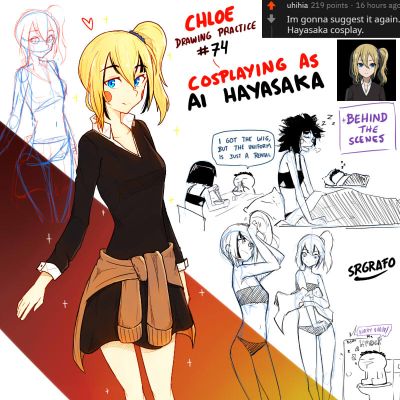 uhihia 219 points · 16 hours ago
Im gonna suggest it again.
Hayasaka cosplay.
CHLOE
DRAWING PRACTICE
#74
COSPLAYING AS
AI HAYASAKA
I GOT THE WIG,
BUT THE UNIFORM
IS JUST A RENTAL
Z Z Z
BEHIND
THE
SCENES
SRGRAFO